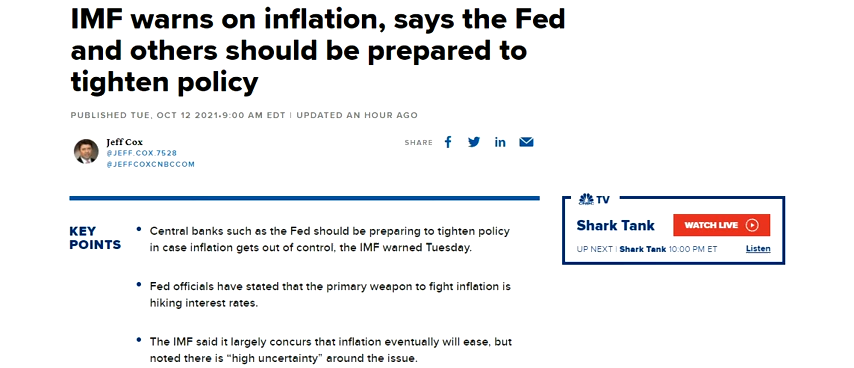 IMF warns on inflation, says the Fed
and others should be prepared to
tighten policy
PUBLISHED TUE, OCT 12 2021•9:00 AM EDT | UPDATED AN HOUR AGO
Jeff Cox
@JEFF.COX.7528
@JEFFCOXCNBCCOM
SHARE
KEY
POINTS
• Central banks such as the Fed should be preparing to tighten policy
in case inflation gets out of control, the IMF warned Tuesday.
• Fed officials have stated that the primary weapon to fight inflation is
hiking interest rates.
• The IMF said it largely concurs that inflation eventually will ease, but
noted there is “high uncertainty” around the issue.
CNBC TV
Shark Tank
WATCH LIVE
UP NEXT | Shark Tank 10:00 PM ET
Listen